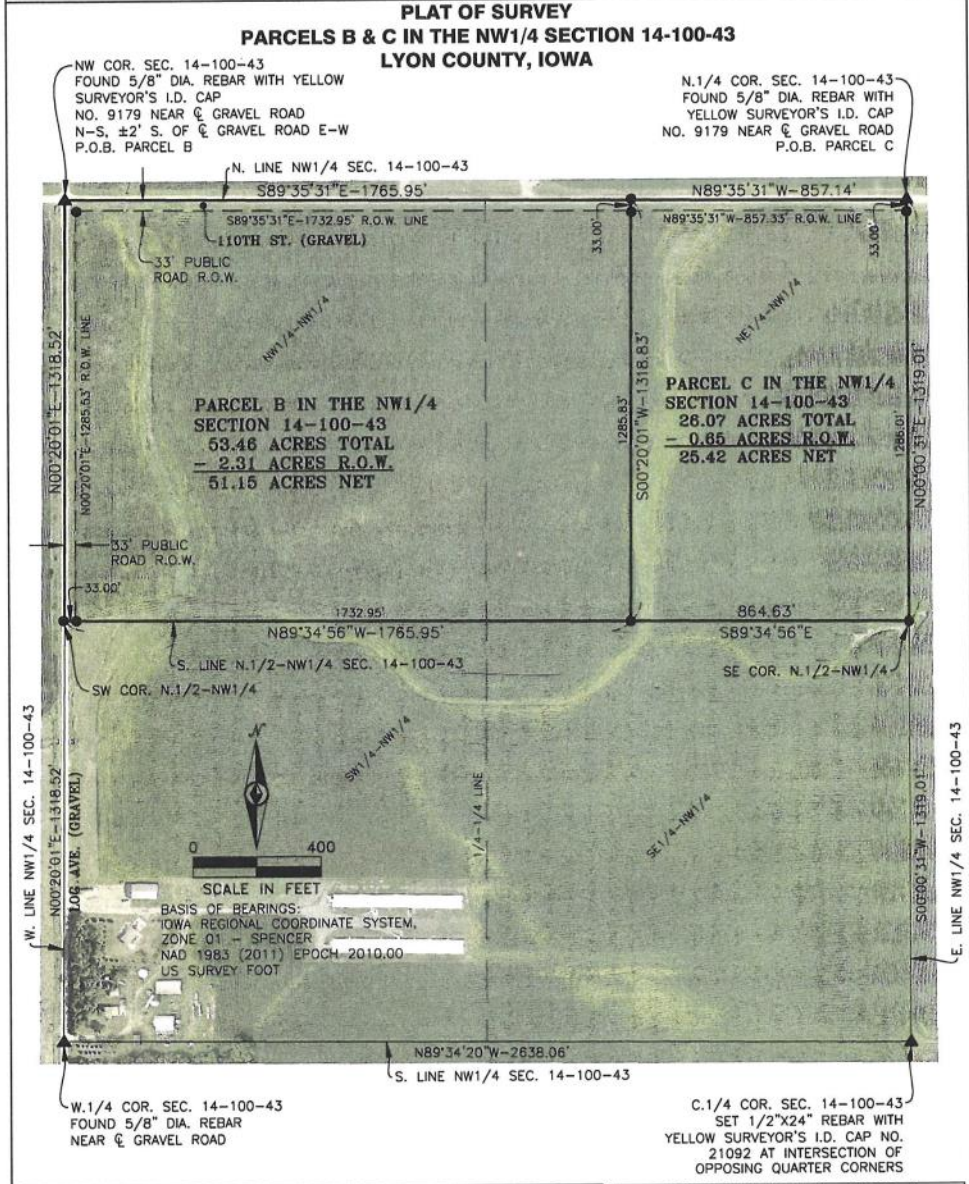 PLAT OF SURVEY
PARCELS B & C IN THE NW1/4 SECTION 14-100-43
LYON COUNTY, IOWA
NW COR. SEC. 14-100-43
FOUND 5/8" DIA. REBAR WITH YELLOW
SURVEYOR'S I.D. CAP
NO. 9179 NEAR ℄ GRAVEL ROAD
N-S, ±2' S. OF ℄ GRAVEL ROAD E-W
P.O.B. PARCEL B
N.1/4 COR. SEC. 14-100-43
FOUND 5/8" DIA. REBAR WITH
YELLOW SURVEYOR'S I.D. CAP
NO. 9179 NEAR ℄ GRAVEL ROAD
P.O.B. PARCEL C
N. LINE NW1/4 SEC. 14-100-43
S89°35'31"E-1765.95'
N89°35'31"W-857.14'
S89°35'31"E-1732.95' R.O.W. LINE
N89°35'31"W-857.33' R.O.W. LINE
110TH ST. (GRAVEL)
33.00'
33.00'
33' PUBLIC
ROAD R.O.W.
NW1/4-NW1/4
NE1/4-NW1/4
N00°20'01"E-1318.52'
N00°20'01"E-1285.53' R.O.W. LINE
PARCEL B IN THE NW1/4
SECTION 14-100-43
53.46 ACRES TOTAL
- 2.31 ACRES R.O.W.
51.15 ACRES NET
1285.83'
S00°20'01"W-1318.83'
PARCEL C IN THE NW1/4
SECTION 14-100-43
26.07 ACRES TOTAL
- 0.65 ACRES R.O.W.
25.42 ACRES NET
1286.01'
N00°00'31"E-1319.01'
33' PUBLIC
ROAD R.O.W.
33.00'
1732.95'
864.63'
N89°34'56"W-1765.95'
S89°34'56"E
S. LINE N.1/2-NW1/4 SEC. 14-100-43
SW COR. N.1/2-NW1/4
SE COR. N.1/2-NW1/4
W. LINE NW1/4 SEC. 14-100-43
N00°20'01"E-1318.52'
LOG AVE. (GRAVEL)
N
SW1/4-NW1/4
1/4-1/4 LINE
SE1/4-NW1/4
S00°00'31"W-1319.01'
E. LINE NW1/4 SEC. 14-100-43
0 400
SCALE IN FEET
BASIS OF BEARINGS:
IOWA REGIONAL COORDINATE SYSTEM,
ZONE 01 - SPENCER
NAD 1983 (2011) EPOCH 2010.00
US SURVEY FOOT
N89°34'20"W-2638.06'
S. LINE NW1/4 SEC. 14-100-43
W.1/4 COR. SEC. 14-100-43
FOUND 5/8" DIA. REBAR
NEAR ℄ GRAVEL ROAD
C.1/4 COR. SEC. 14-100-43
SET 1/2"X24" REBAR WITH
YELLOW SURVEYOR'S I.D. CAP NO.
21092 AT INTERSECTION OF
OPPOSING QUARTER CORNERS